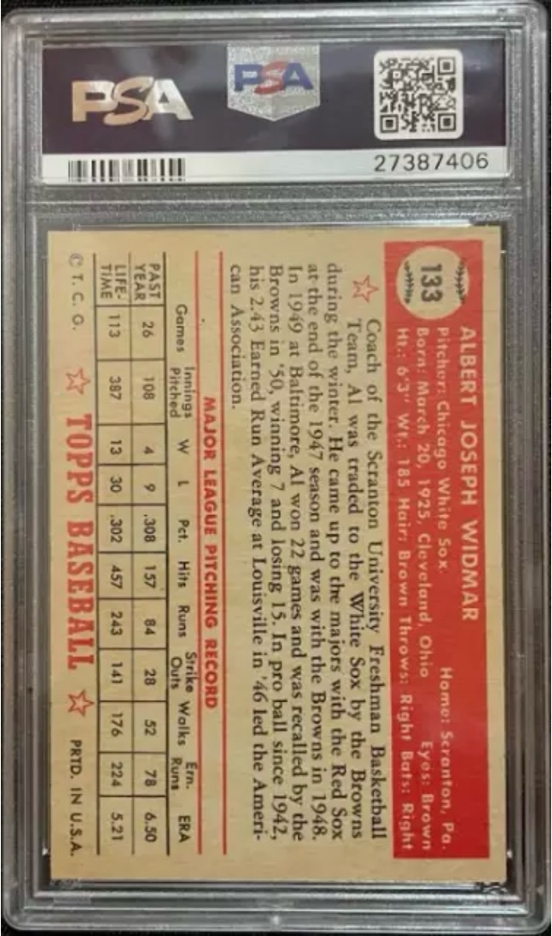 PSA
PSA
27387406
133
ALBERT JOSEPH WIDMAR
Pitcher: Chicago White Sox Home: Scranton, Pa.
Born: March 20, 1925, Cleveland, Ohio Eyes: Brown
Ht.: 6'3" Wt.: 185 Hair: Brown Throws: Right Bats: Right
Coach of the Scranton University Freshman Basketball
Team, Al was traded to the White Sox by the Browns
during the winter. He came up to the majors with the Red Sox
at the end of the 1947 season and was with the Browns in 1948.
In 1949 at Baltimore, Al won 22 games and was recalled by the
Browns in '50, winning 7 and losing 15. In pro ball since 1942,
his 2.43 Earned Run Average at Louisville in '46 led the Ameri-
can Association.
MAJOR LEAGUE PITCHING RECORD
Games Innings Pitched W L Pct. Hits Runs Strike Outs Walks Ern. Runs ERA
PAST YEAR 26 108 4 9 .308 157 84 28 52 78 6.50
LIFE-TIME 113 387 13 30 .302 457 243 141 176 224 5.21
© T. C. G. TOPPS BASEBALL PRTD. IN U.S.A.